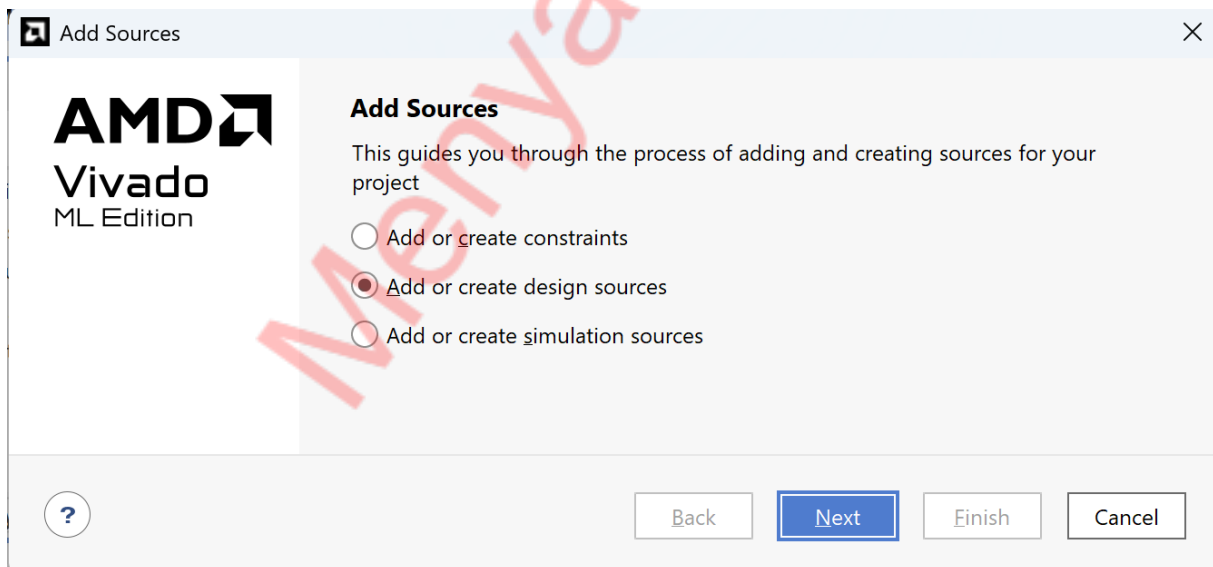 Add Sources
AMD
Vivado
ML Edition
Add Sources
This guides you through the process of adding and creating sources for your
project
Add or create constraints
Add or create design sources
Add or create simulation sources
?
Back
Next
Finish
Cancel
Menya